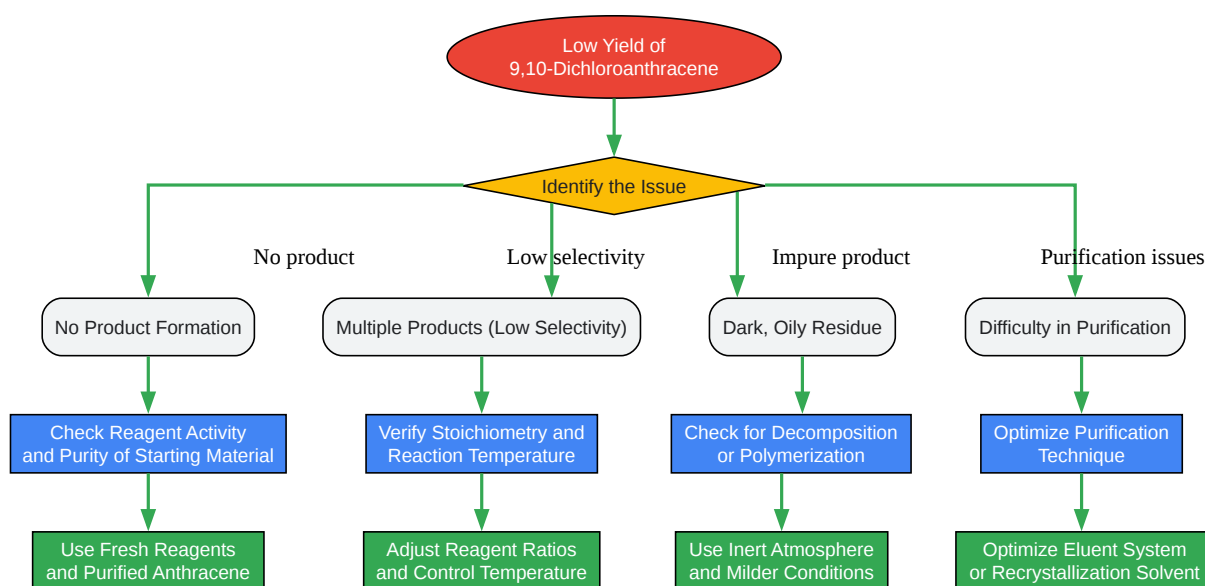 Low Yield of
9,10-Dichloroanthracene
Identify the Issue
No product
Low selectivity
Impure product
Purification issues
No Product Formation
Multiple Products (Low Selectivity)
Dark, Oily Residue
Difficulty in Purification
Check Reagent Activity
and Purity of Starting Material
Verify Stoichiometry and
Reaction Temperature
Check for Decomposition
or Polymerization
Optimize Purification
Technique
Use Fresh Reagents
and Purified Anthracene
Adjust Reagent Ratios
and Control Temperature
Use Inert Atmosphere
and Milder Conditions
Optimize Eluent System
or Recrystallization Solvent